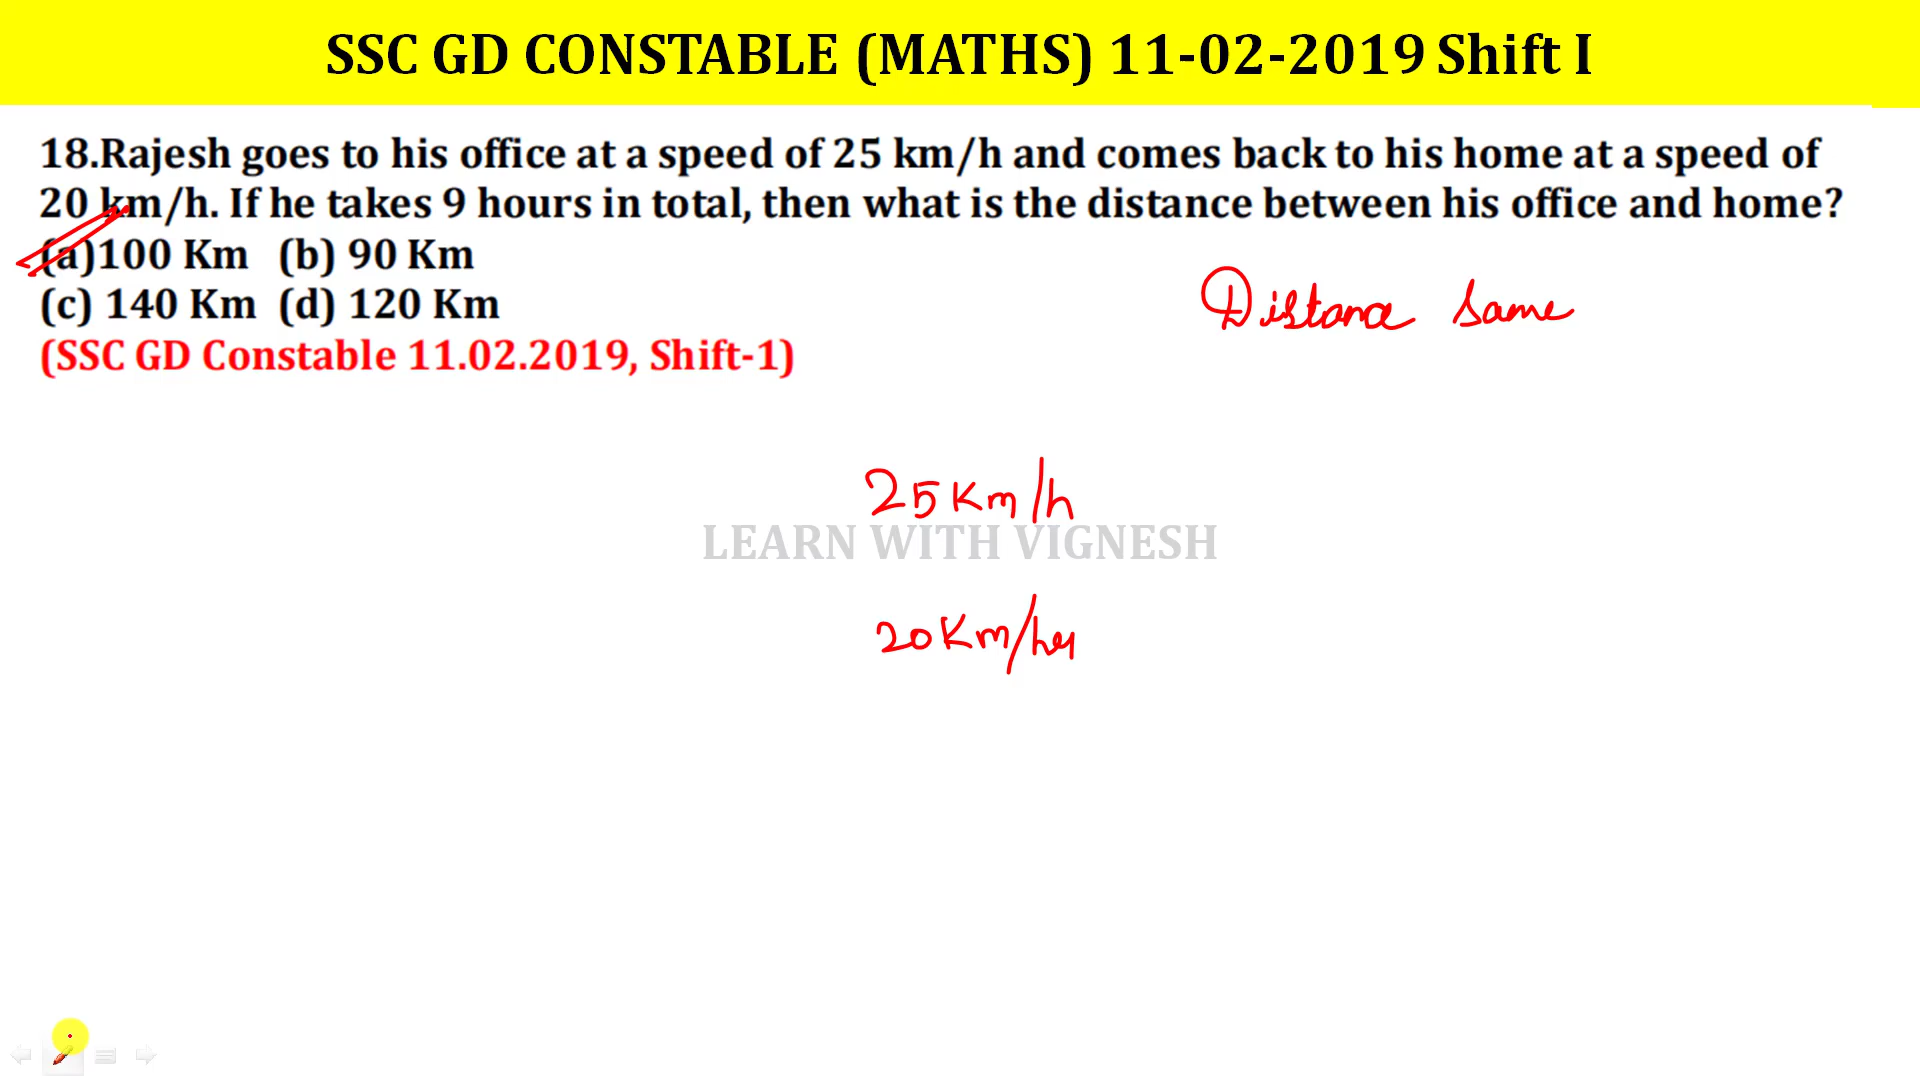 SSC GD CONSTABLE (MATHS) 11-02-2019 Shift I
18.Rajesh goes to his office at a speed of 25 km/h and comes back to his home at a speed of
20 km/h. If he takes 9 hours in total, then what is the distance between his office and home?
(a)100 Km (b) 90 Km
(c) 140 Km (d) 120 Km
(SSC GD Constable 11.02.2019, Shift-1)
Distance Same
25 Km/h
LEARN WITH VIGNESH
20 Km/hr